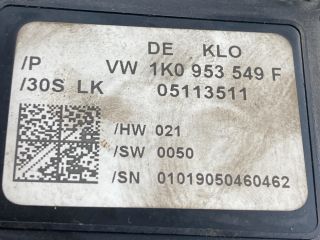 DE KLO
/P VW 1K0 953 549 F
/30S LK 05113511
/HW 021
/SW 0050
/SN 01019050460462